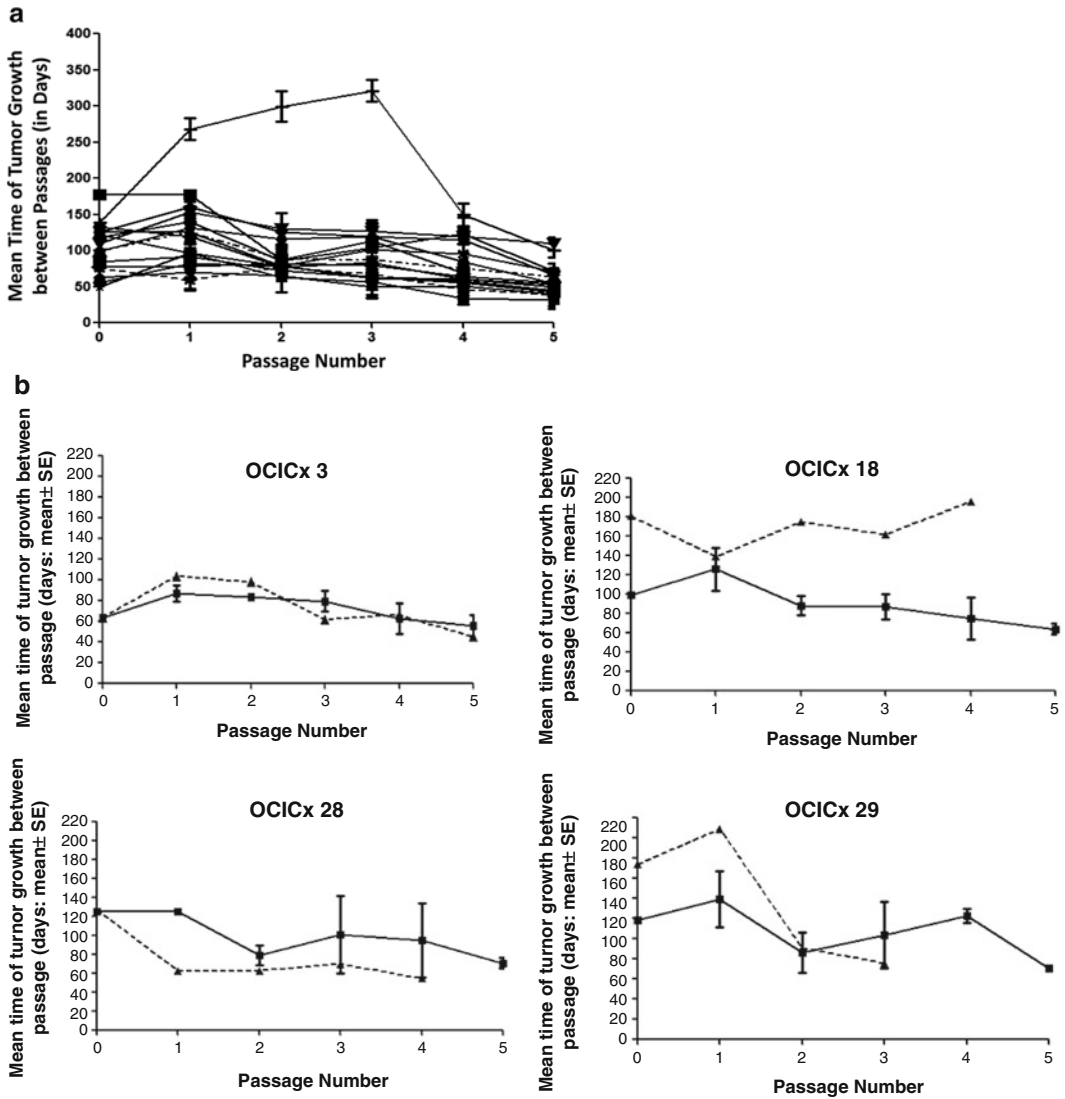 a
Mean Time of Tumor Growth
between Passages (in Days)
400
350
300
250
200
150
100
50
0
0 1 2 3 4 5
Passage Number
b
OCICx 3
Mean time of turnor growth between
passage (days: mean± SE)
220
200
180
160
140
120
100
80
60
40
20
0
0 1 2 3 4 5
Passage Number
OCICx 18
Mean time of turnor growth between
passage (days: mean± SE)
220
200
180
160
140
120
100
80
60
40
20
0
0 1 2 3 4 5
Passage Number
OCICx 28
Mean time of turnor growth between
passage (days: mean± SE)
220
200
180
160
140
120
100
80
60
40
20
0
0 1 2 3 4 5
Passage Number
OCICx 29
Mean time of turnor growth between
passage (days: mean± SE)
220
200
180
160
140
120
100
80
60
40
20
0
0 1 2 3 4 5
Passage Number